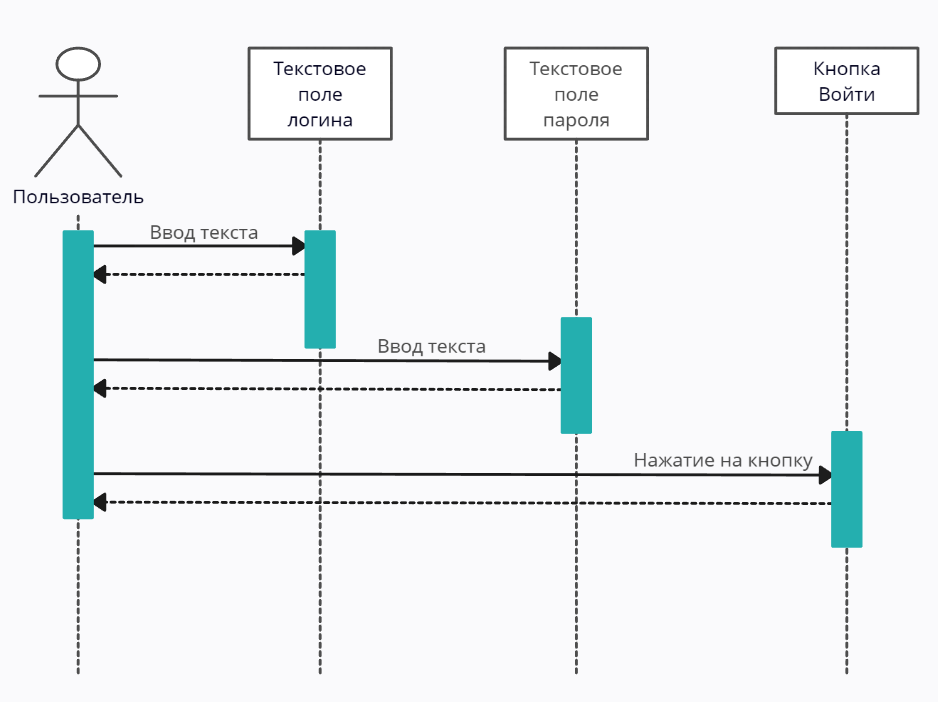 Текстовое
поле
логина
Текстовое
поле
пароля
Кнопка
Войти
Пользователь
Ввод текста
Ввод текста
Нажатие на кнопку